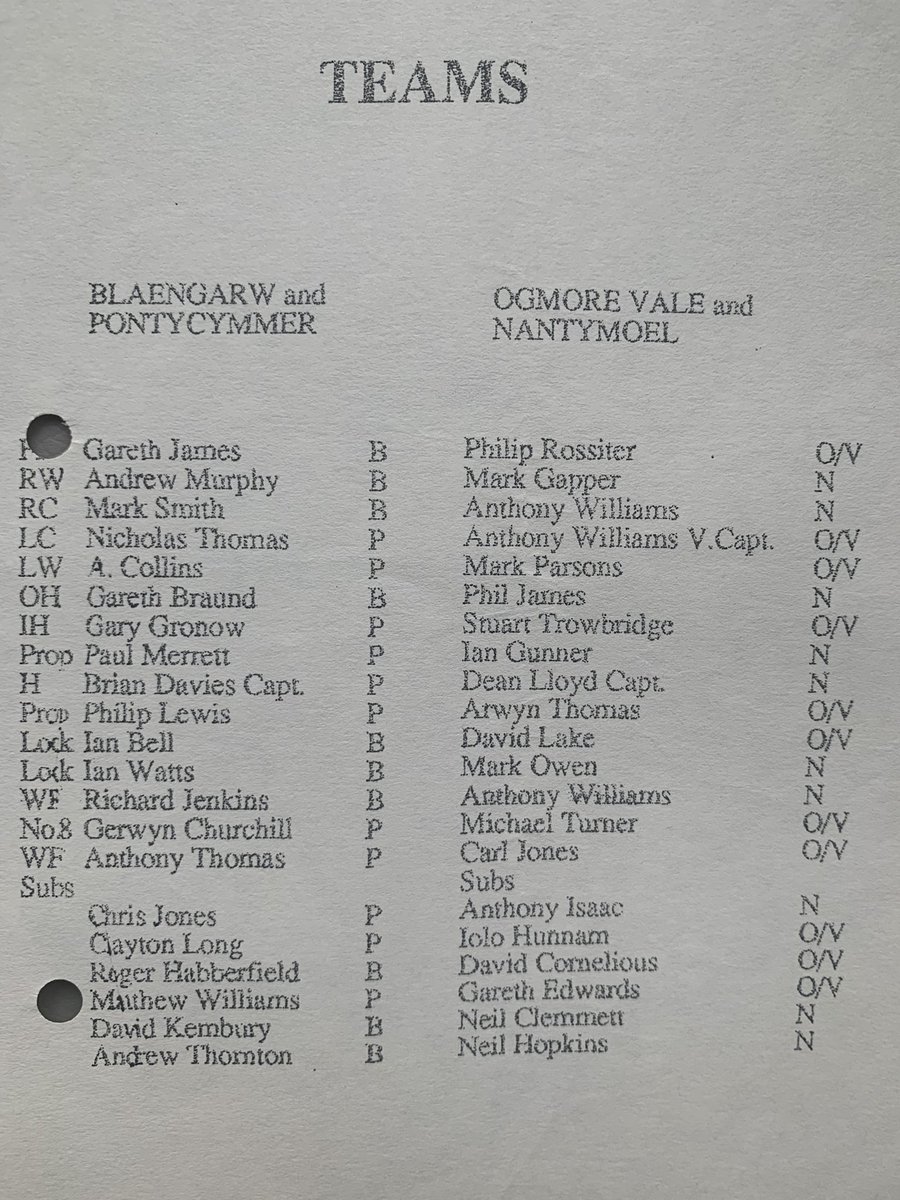 TEAMS
BLAENGARW and
PONTYCYMMER
OGMORE VALE and
NANTYMOEL
Gareth James B Philip Rossiter O/V
RW Andrew Murphy B Mark Gapper N
RC Mark Smith B Anthony Williams N
LC Nicholas Thomas P Anthony Williams V.Capt. O/V
LW A. Collins P Mark Parsons O/V
OH Gareth Braund B Phil James N
IH Gary Gronow P Stuart Trowbridge O/V
Prop Paul Merrett P Ian Gunner N
H Brian Davies Capt. P Dean Lloyd Capt. N
Prop Philip Lewis P Arwyn Thomas O/V
Lock Ian Bell B David Lake O/V
Lock Ian Watts B Mark Owen N
WF Richard Jenkins B Anthony Williams N
No.8 Gerwyn Churchill P Michael Turner O/V
WF Anthony Thomas P Carl Jones O/V
Subs Subs
Chris Jones P Anthony Isaac N
Clayton Long P Iolo Hunnam O/V
Roger Habberfield B David Cornelious O/V
Matthew Williams P Gareth Edwards O/V
David Kembury B Neil Clemmett N
Andrew Thornton B Neil Hopkins N